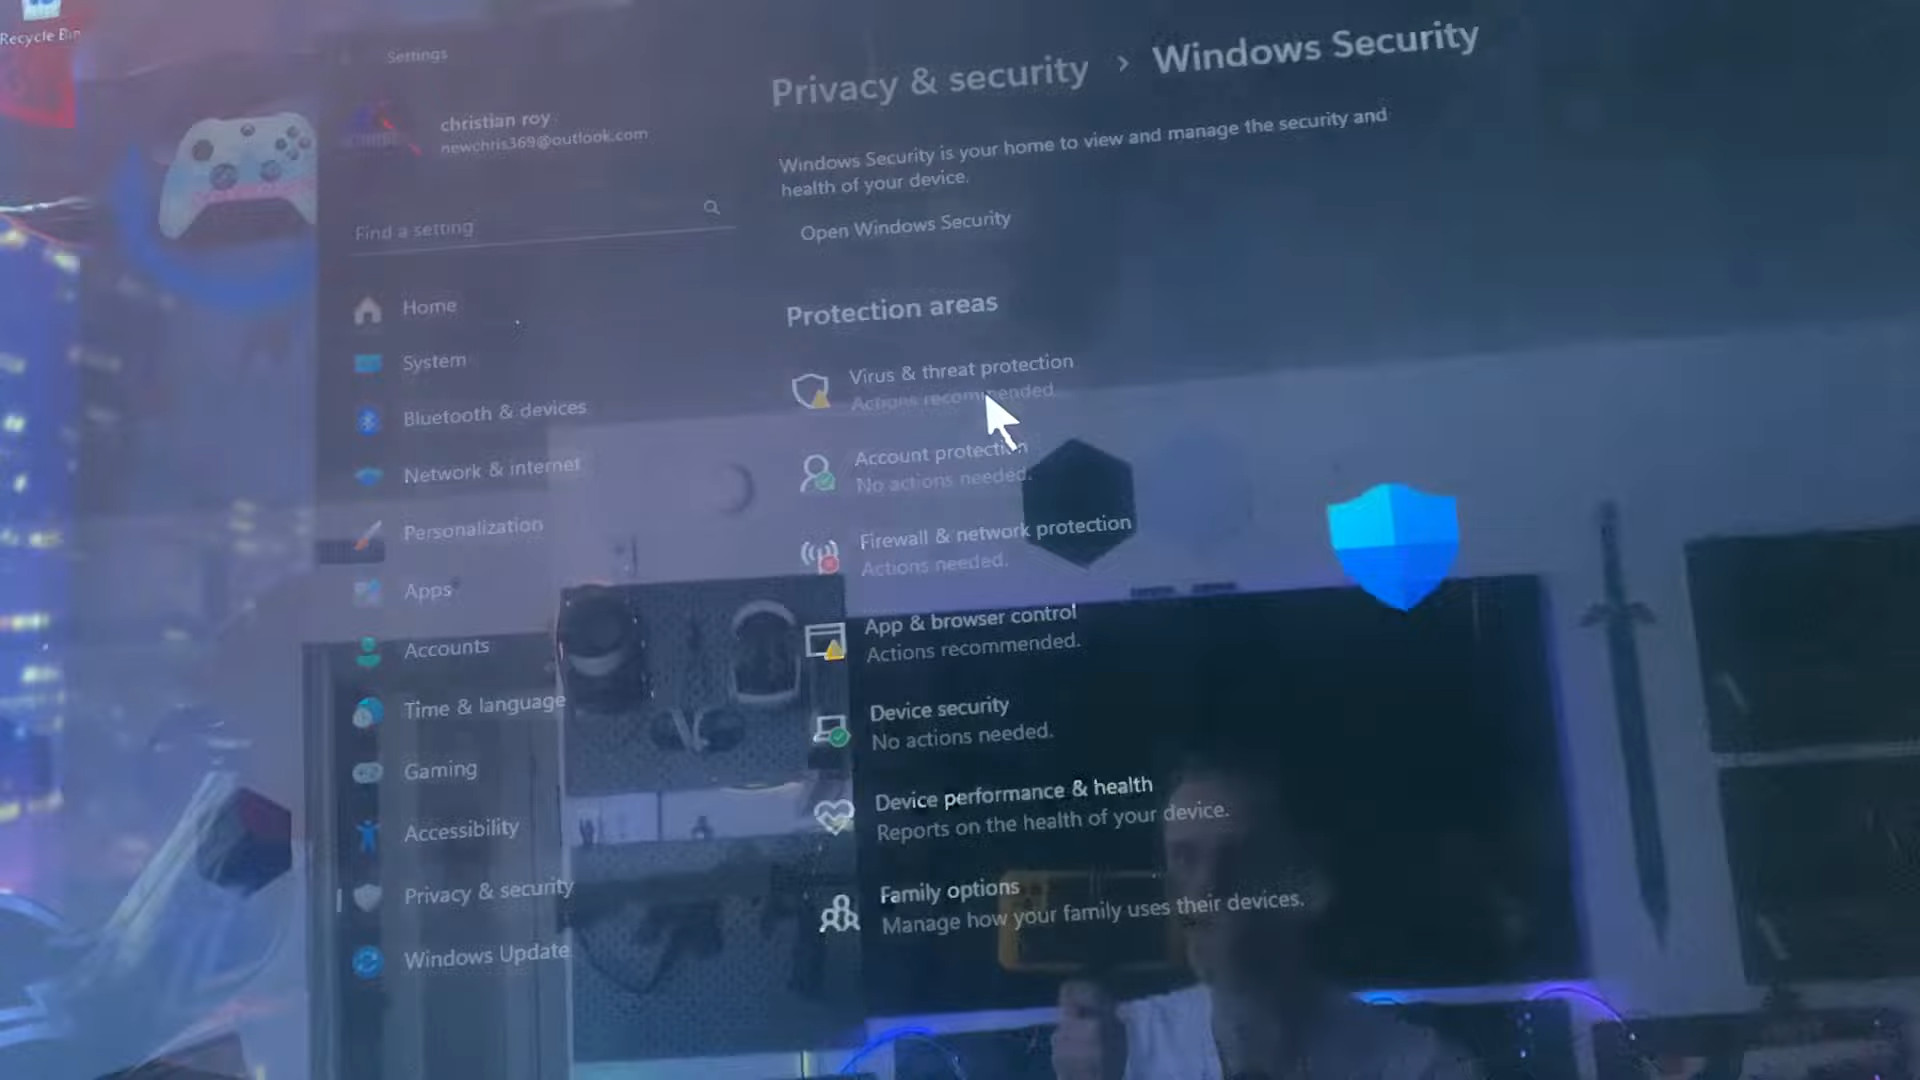 Recycle Bin
Settings
christian roy
newchris369@outlook.com
Find a setting
Home
System
Bluetooth & devices
Network & internet
Personalization
Apps
Accounts
Time & language
Gaming
Accessibility
Privacy & security
Windows Update
Privacy & security > Windows Security
Windows Security is your home to view and manage the security and
health of your device.
Open Windows Security
Protection areas
Virus & threat protection
Actions recommended.
Account protection
No actions needed.
Firewall & network protection
Actions needed.
App & browser control
Actions recommended.
Device security
No actions needed.
Device performance & health
Reports on the health of your device.
Family options
Manage how your family uses their devices.